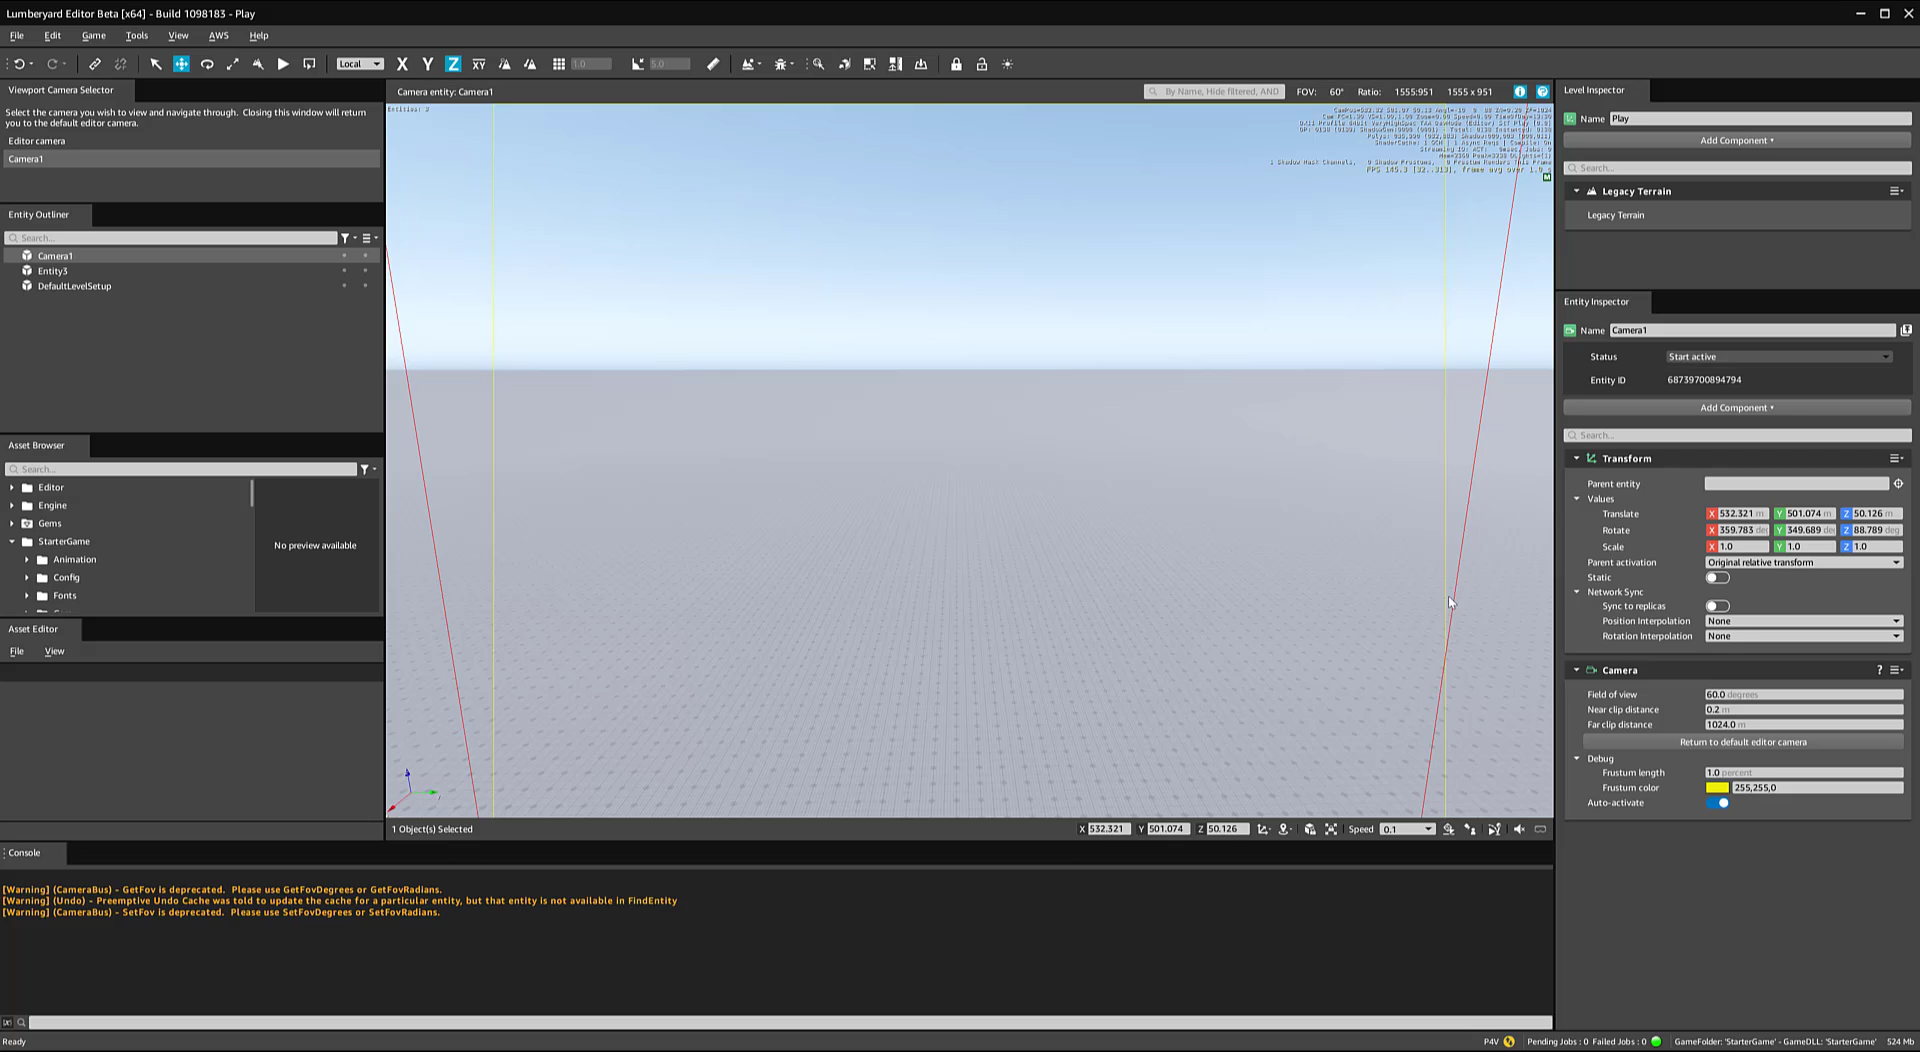 Lumberyard Editor Beta [x64] - Build 1098183 - Play
File Edit Game Tools View AWS Help
Local X Y Z XY 1.0 5.0
Viewport Camera Selector
Select the camera you wish to view and navigate through. Closing this window will return
you to the default editor camera.
Editor camera
Camera1
Entity Outliner
Search...
Camera1
Entity3
DefaultLevelSetup
Asset Browser
Search...
Editor
Engine
Gems
StarterGame
Animation
Config
Fonts
No preview available
Asset Editor
File View
Camera entity: Camera1
By Name, Hide filtered, AND
FOV: 60° Ratio: 1555:951 1555 x 951
1 Object(s) Selected
X 532.321 Y 501.074 Z 50.126 Speed 0.1
Level Inspector
Name Play
Add Component
Search...
Legacy Terrain
Legacy Terrain
Entity Inspector
Name Camera1
Status Start active
Entity ID 68739700894794
Add Component
Search...
Transform
Parent entity
Values
Translate X 532.321 m Y 501.074 m Z 50.126 m
Rotate X 359.783 deg Y 349.689 deg Z 88.789 deg
Scale X 1.0 Y 1.0 Z 1.0
Parent activation Original relative transform
Static
Network Sync
Sync to replicas
Position Interpolation None
Rotation Interpolation None
Camera ?
Field of view 60.0 degrees
Near clip distance 0.2 m
Far clip distance 1024.0 m
Return to default editor camera
Debug
Frustum length 1.0 percent
Frustum color 255,255,0
Auto-activate
Console
[Warning] (CameraBus) - GetFov is deprecated. Please use GetFovDegrees or GetFovRadians.
[Warning] (Undo) - Preemptive Undo Cache was told to update the cache for a particular entity, but that entity is not available in FindEntity
[Warning] (CameraBus) - SetFov is deprecated. Please use SetFovDegrees or SetFovRadians.
Ready
P4V Pending Jobs : 0 Failed Jobs : 0 GameFolder: 'StarterGame' - GameDLL: 'StarterGame' 524 Mb